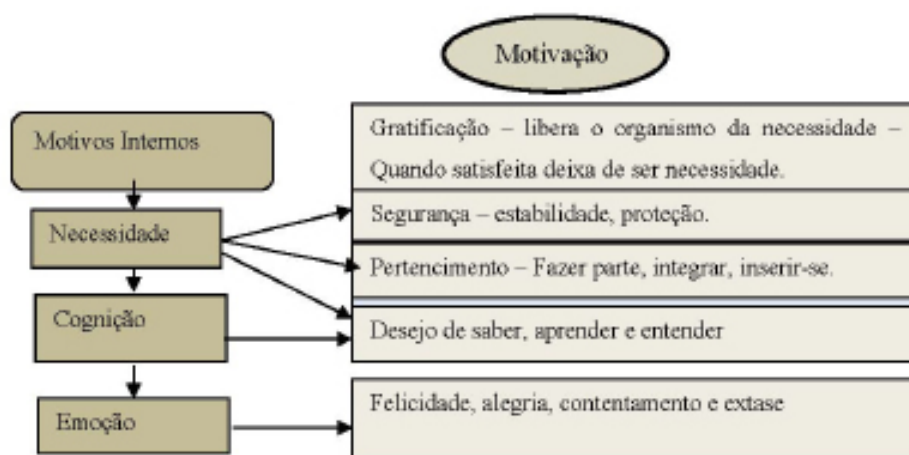 Motivação
Motivos Internos
Gratificação – libera o organismo da necessidade –
Quando satisfeita deixa de ser necessidade.
Necessidade
Segurança – estabilidade, proteção.
Pertencimento – Fazer parte, integrar, inserir-se.
Cognição
Desejo de saber, aprender e entender
Emoção
Felicidade, alegria, contentamento e extase